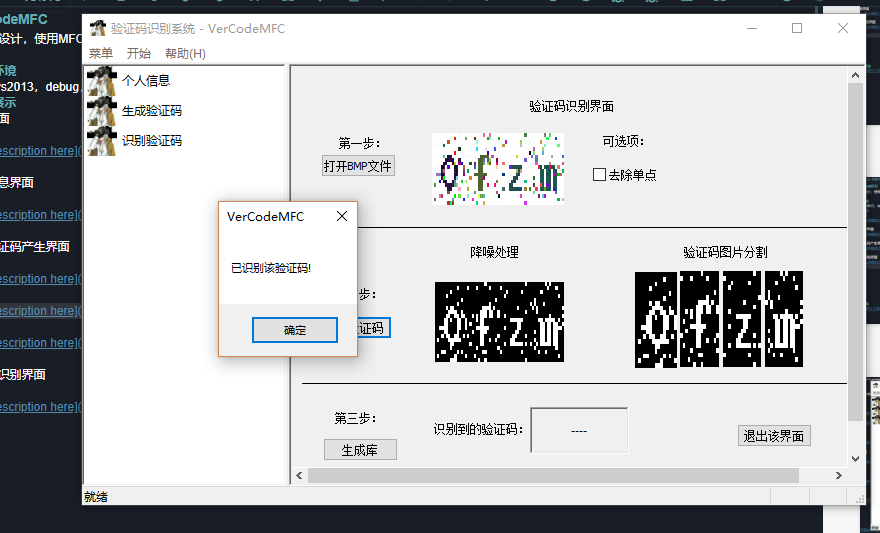 odeMFC
验证码识别系统 - VerCodeMFC
设计，使用MFC
菜单 开始 帮助(H)
环境
vs2013，debug，
展示
面
escription here](
息界面
escription here](
证码产生界面
escription here](
escription here](
escription here](
识别界面
escription here](
个人信息
生成验证码
识别验证码
验证码识别界面
第一步：
打开BMP文件
可选项：
去除单点
VerCodeMFC
已识别该验证码!
确定
步：
证码
降噪处理
验证码图片分割
第三步：
生成库
识别到的验证码：
----
退出该界面
就绪